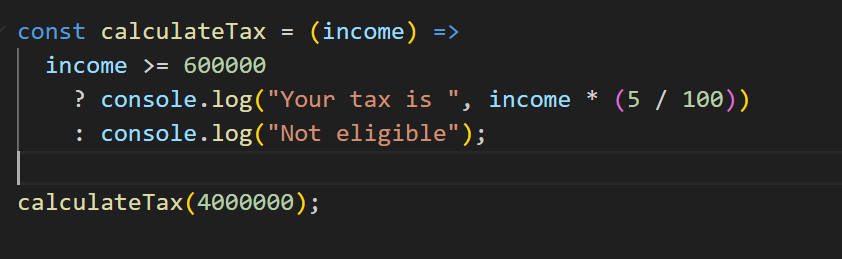 const calculateTax = (income) =>
  income >= 600000
    ? console.log("Your tax is ", income * (5 / 100))
    : console.log("Not eligible");

calculateTax(4000000);